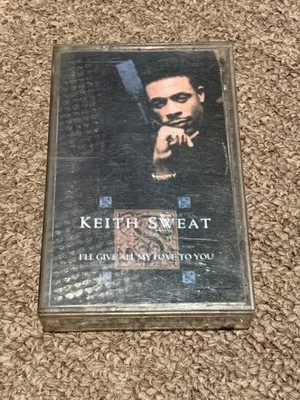 KEITH SWEAT
I'LL GIVE ALL MY LOVE TO YOU